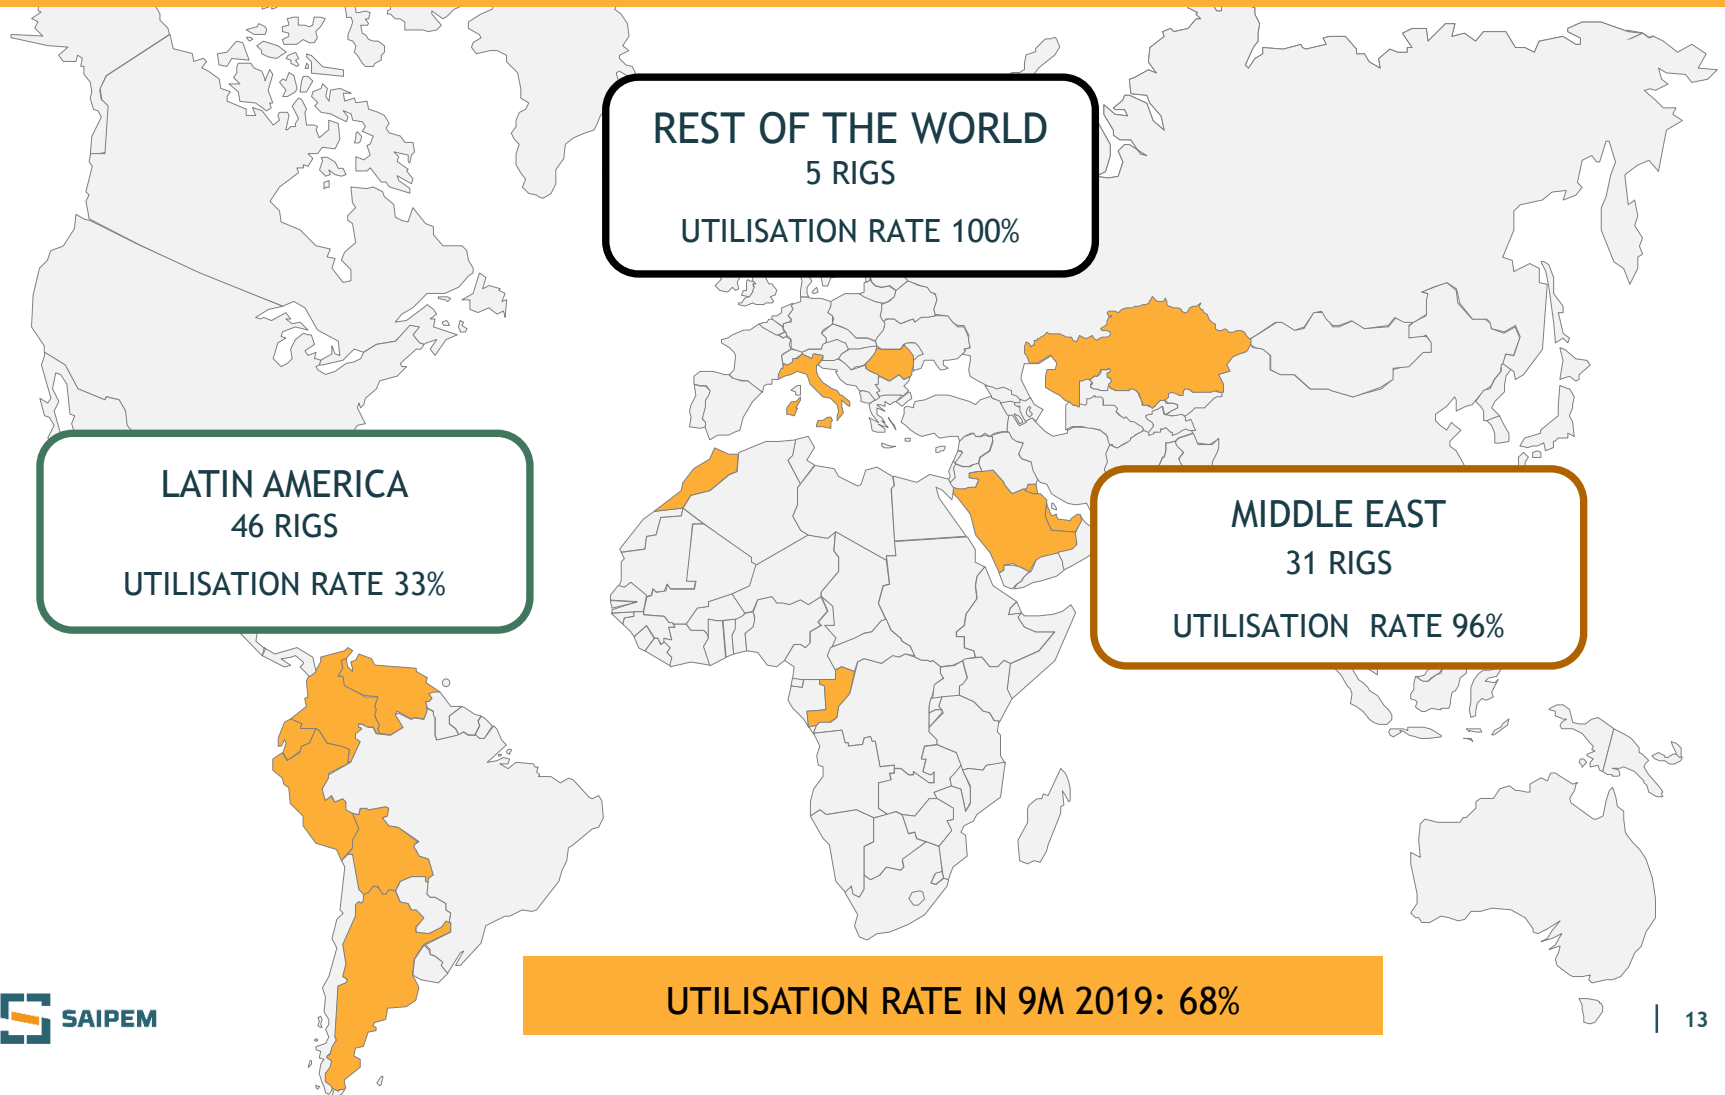 REST OF THE WORLD
5 RIGS
UTILISATION RATE 100%
LATIN AMERICA
46 RIGS
UTILISATION RATE 33%
MIDDLE EAST
31 RIGS
UTILISATION RATE 96%
UTILISATION RATE IN 9M 2019: 68%
SAIPEM
13